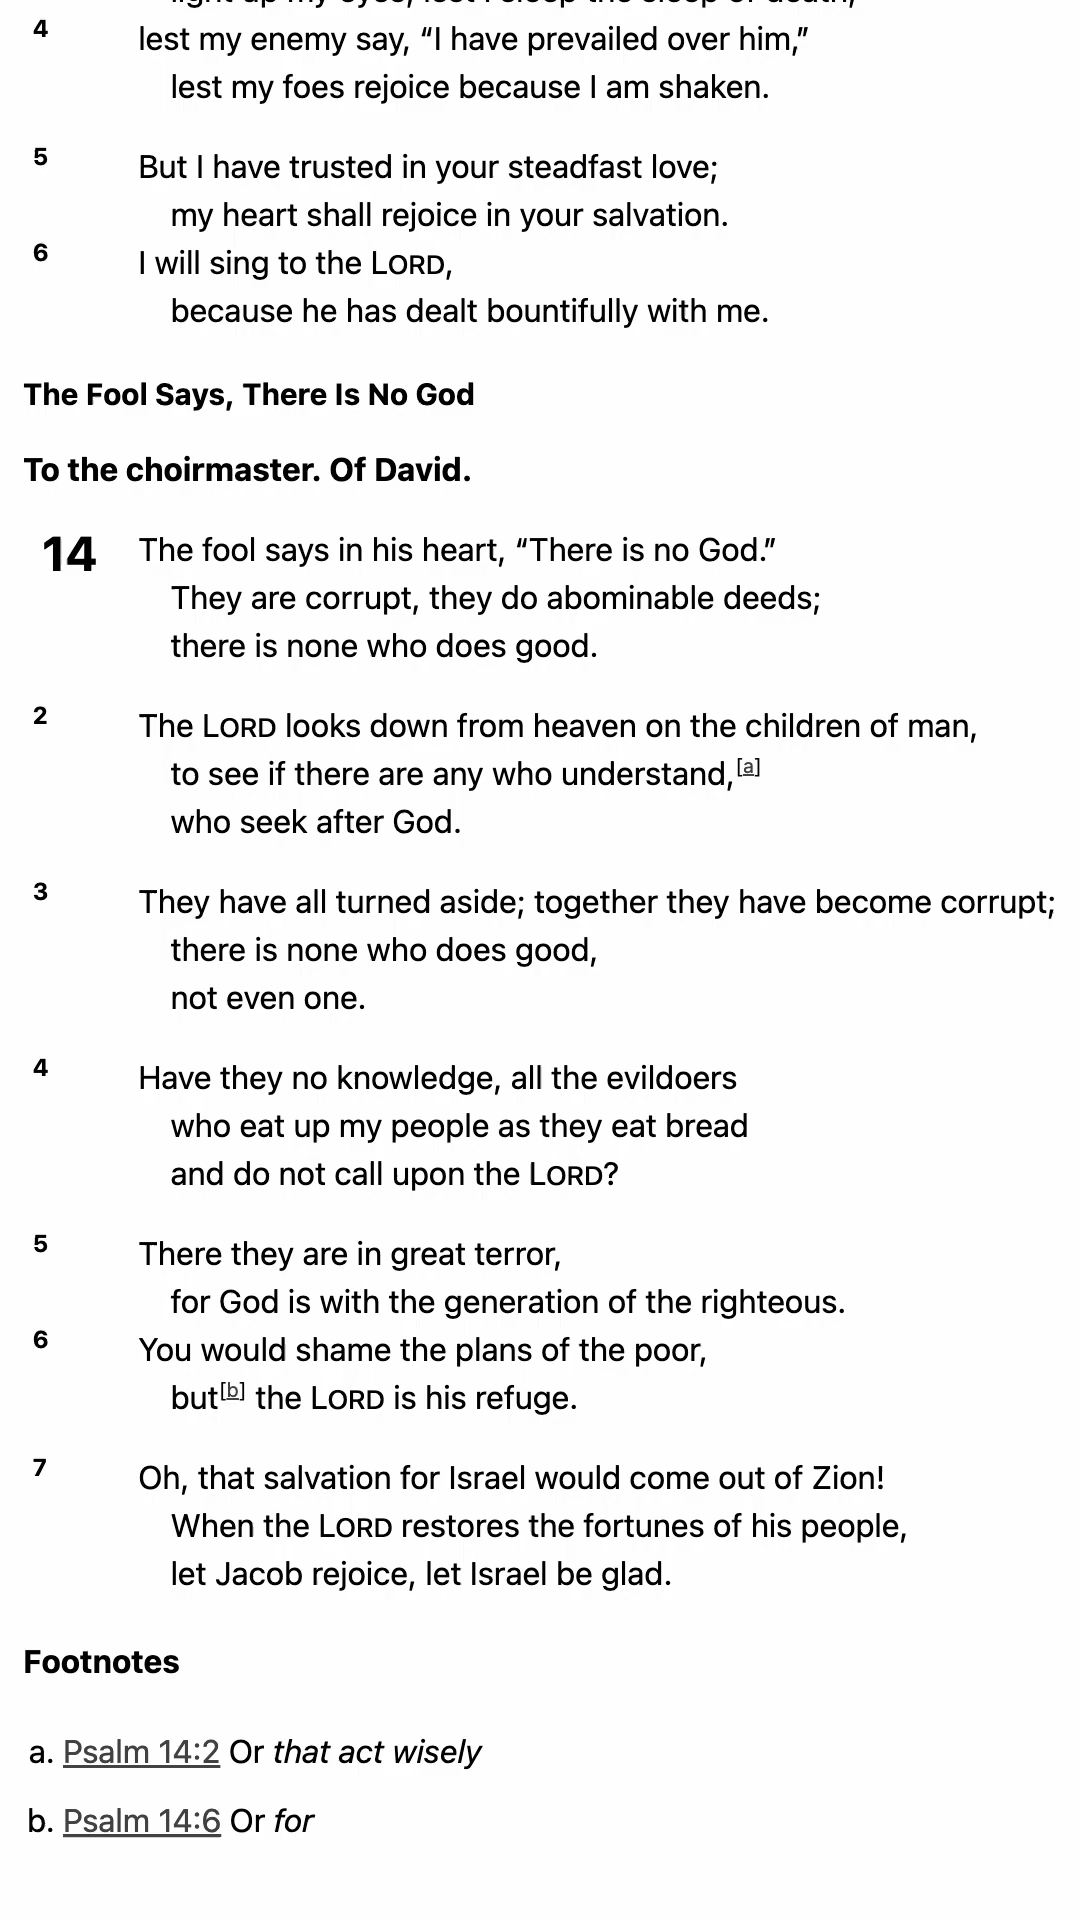 light up my eyes, lest I sleep the sleep of death,
4 lest my enemy say, “I have prevailed over him,”
lest my foes rejoice because I am shaken.
5 But I have trusted in your steadfast love;
my heart shall rejoice in your salvation.
6 I will sing to the LORD,
because he has dealt bountifully with me.
The Fool Says, There Is No God
To the choirmaster. Of David.
14 The fool says in his heart, “There is no God.”
They are corrupt, they do abominable deeds;
there is none who does good.
2 The LORD looks down from heaven on the children of man,
to see if there are any who understand,[a]
who seek after God.
3 They have all turned aside; together they have become corrupt;
there is none who does good,
not even one.
4 Have they no knowledge, all the evildoers
who eat up my people as they eat bread
and do not call upon the LORD?
5 There they are in great terror,
for God is with the generation of the righteous.
6 You would shame the plans of the poor,
but[b] the LORD is his refuge.
7 Oh, that salvation for Israel would come out of Zion!
When the LORD restores the fortunes of his people,
let Jacob rejoice, let Israel be glad.
Footnotes
a. Psalm 14:2 Or that act wisely
b. Psalm 14:6 Or for